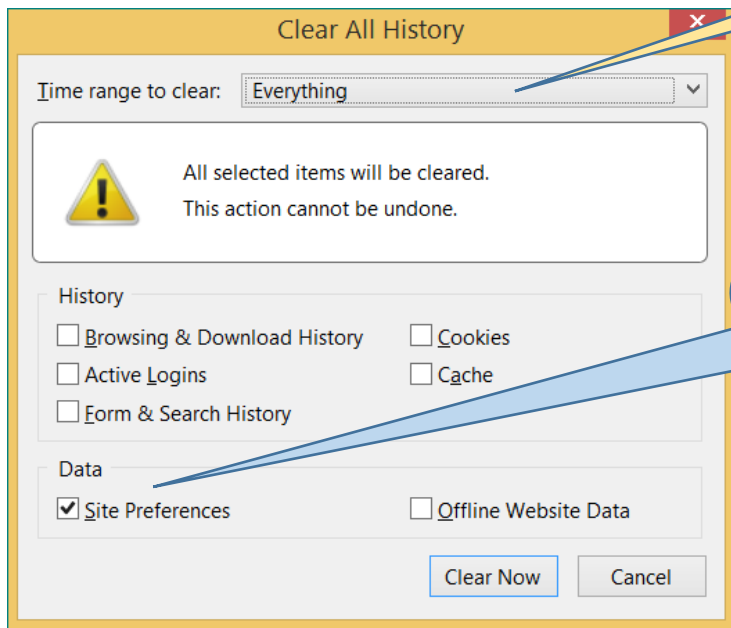 Clear All History
Time range to clear: Everything
All selected items will be cleared.
This action cannot be undone.
History
Browsing & Download History Cookies
Active Logins Cache
Form & Search History
Data
Site Preferences Offline Website Data
Clear Now Cancel